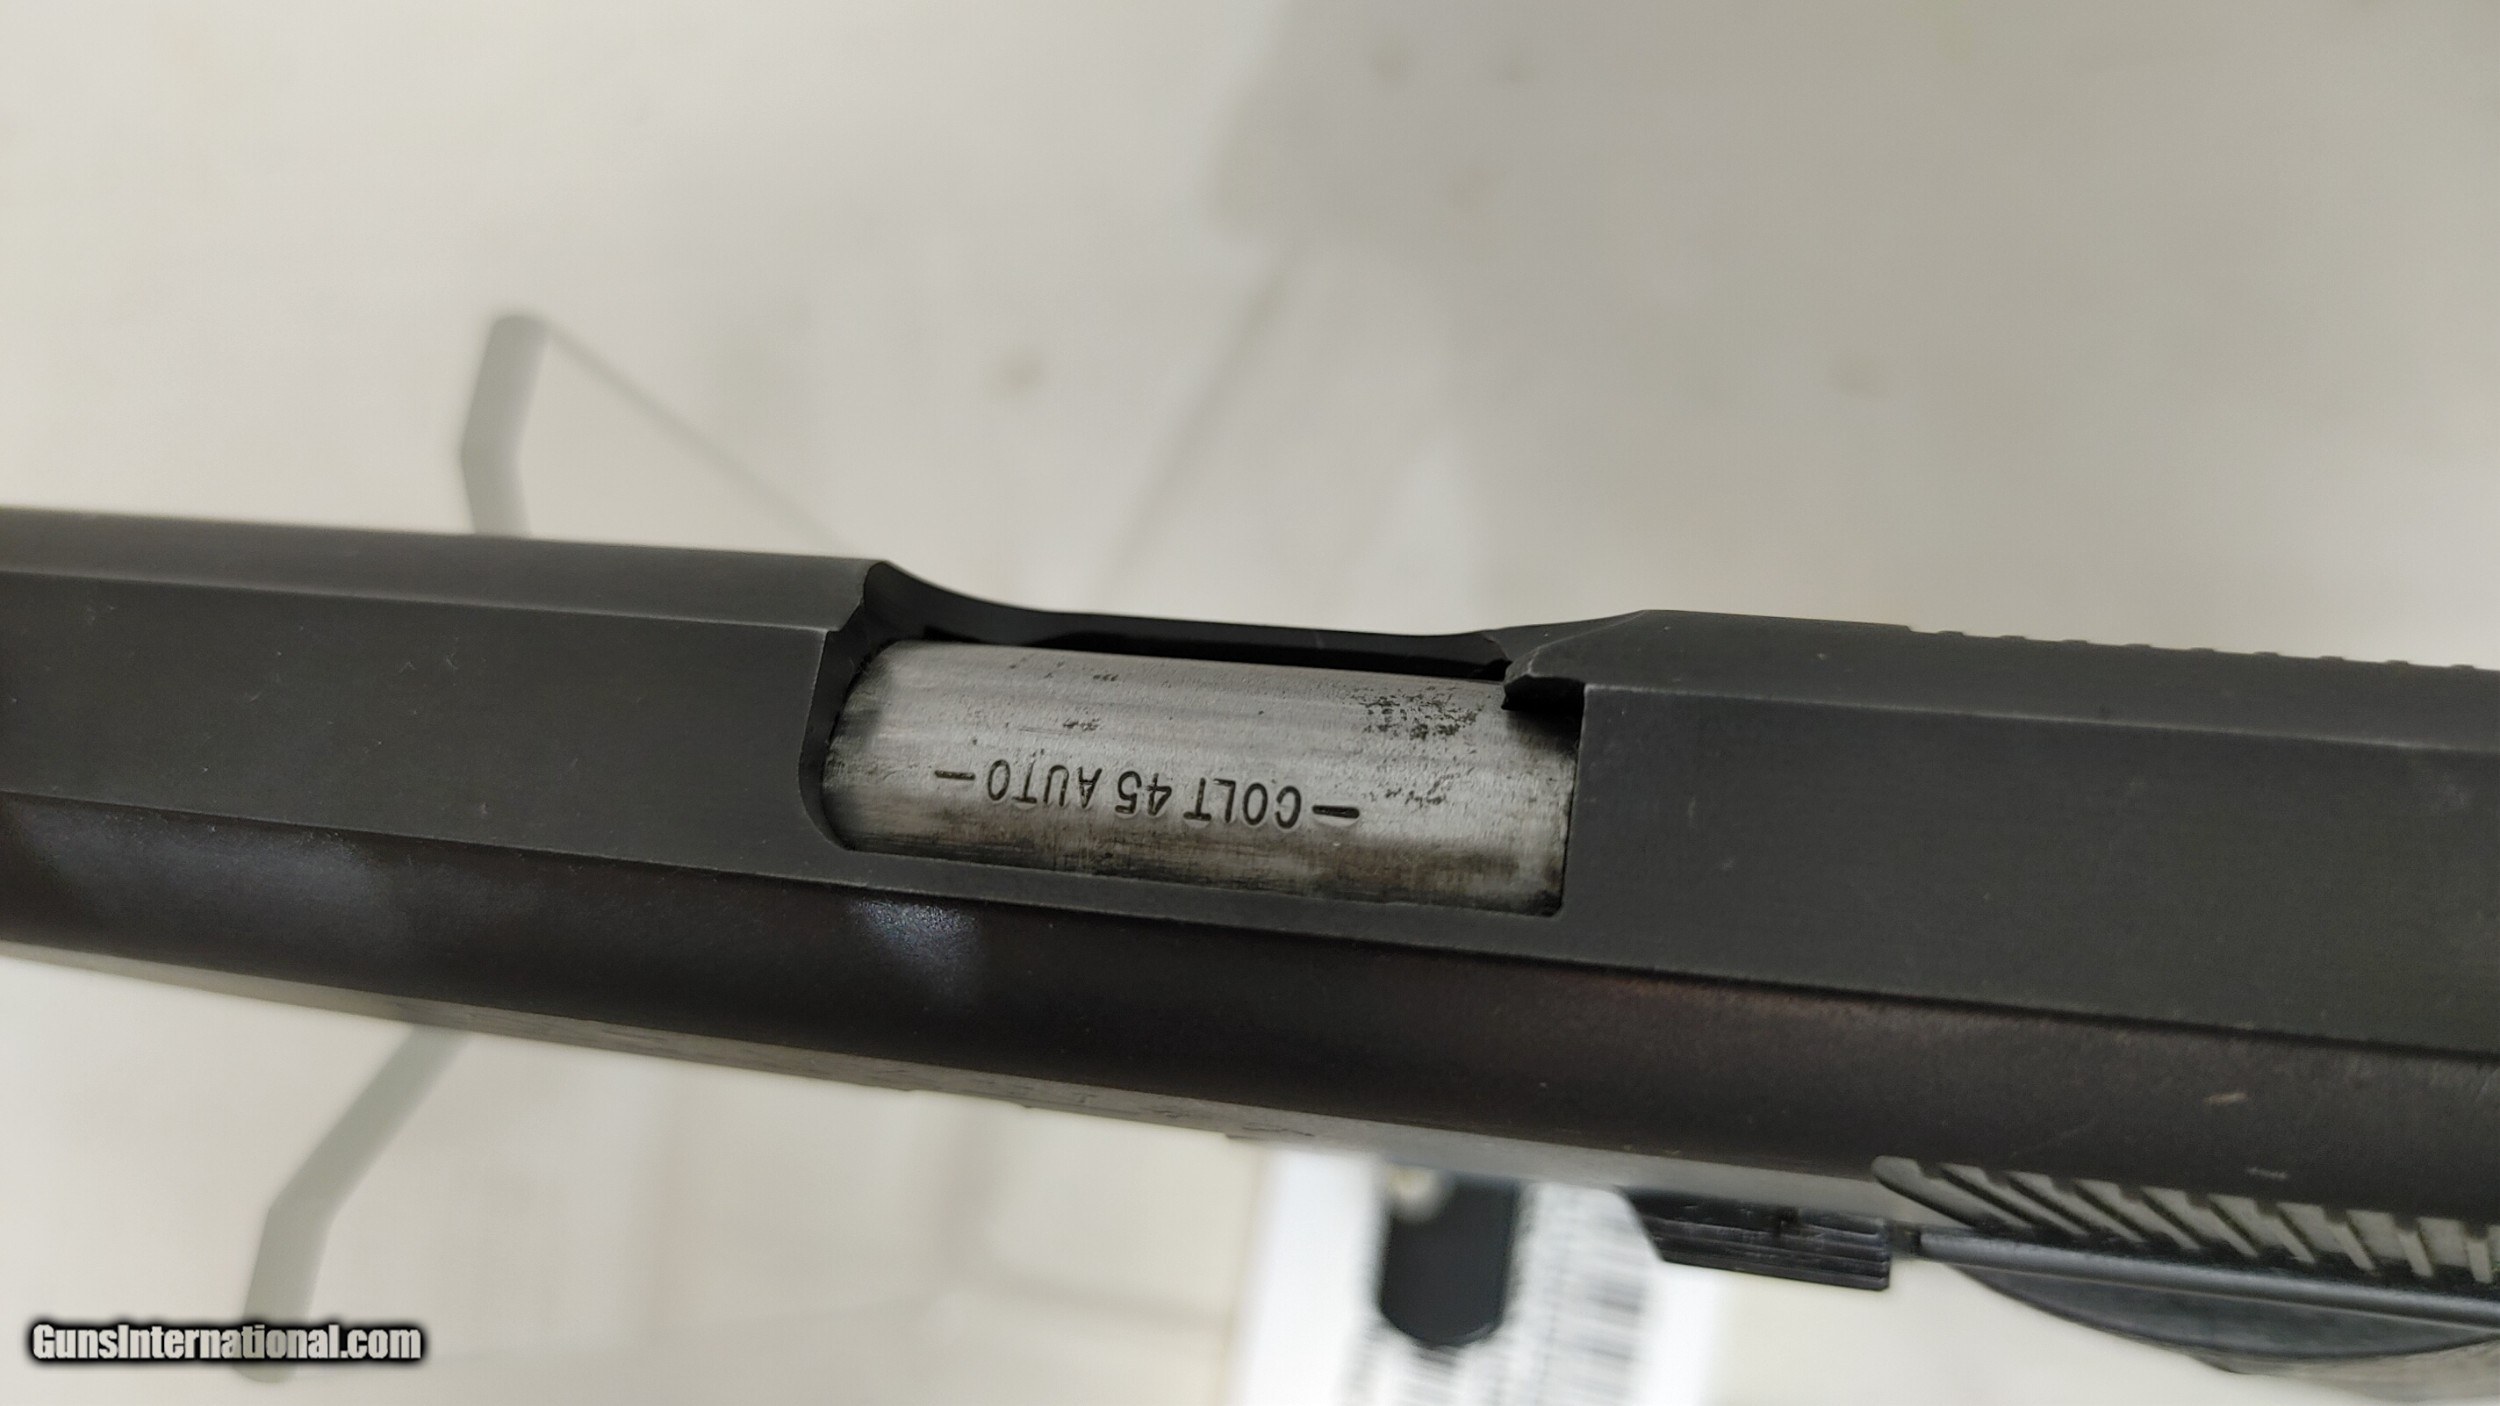 —COLT 45 AUTO—
GunsInternational.com